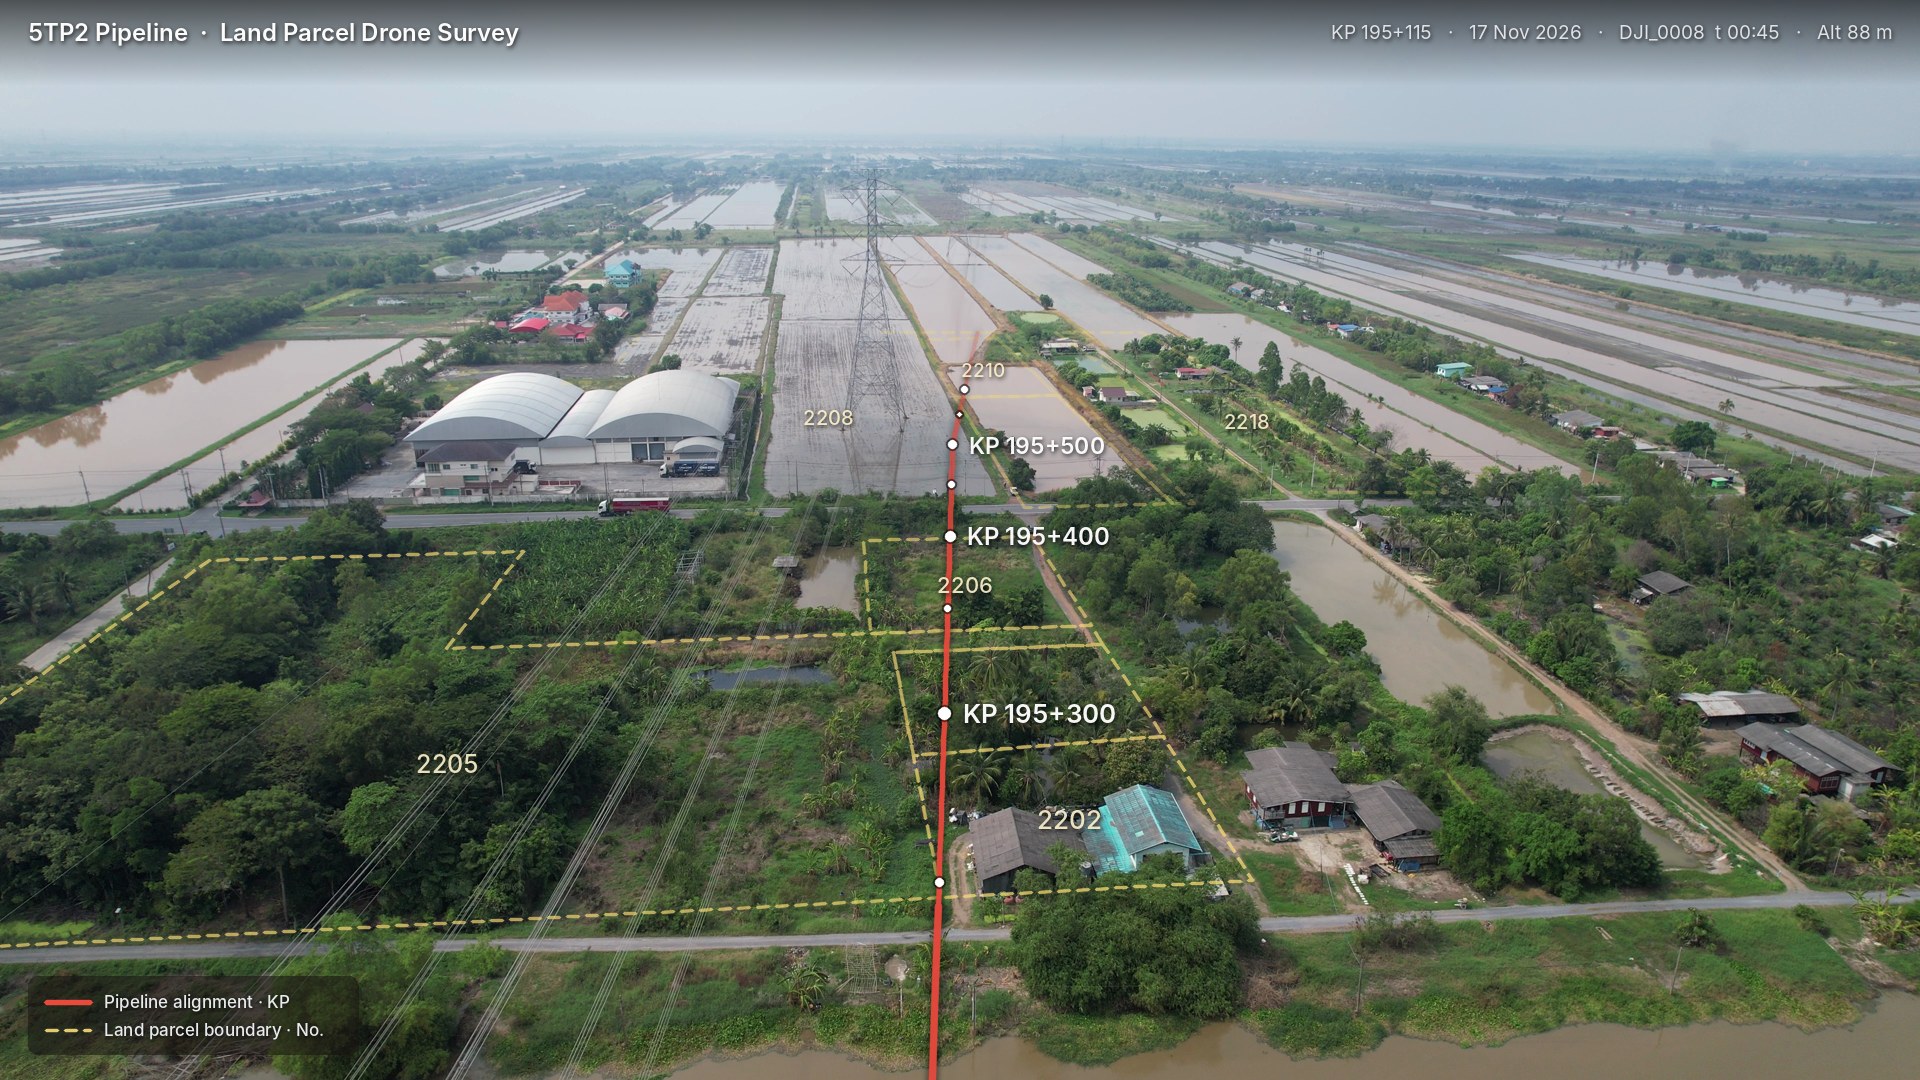 5TP2 Pipeline · Land Parcel Drone Survey
KP 195+115 · 17 Nov 2026 · DJI_0008 t 00:45 · Alt 88 m
2210
2208
2218
KP 195+500
KP 195+400
2206
KP 195+300
2205
2202
Pipeline alignment · KP
Land parcel boundary · No.